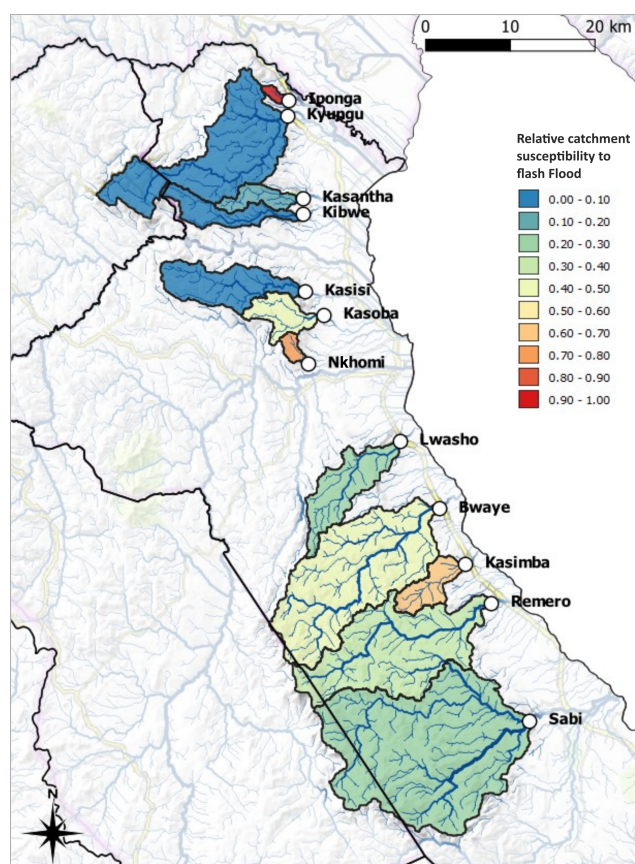 0 10 20 km
Iponga
Kyungu
Relative catchment
susceptibility to
flash Flood
Kasantha
Kibwe
0.00 - 0.10
0.10 - 0.20
0.20 - 0.30
0.30 - 0.40
0.40 - 0.50
0.50 - 0.60
0.60 - 0.70
0.70 - 0.80
0.80 - 0.90
0.90 - 1.00
Kasisi
Kasoba
Nkhomi
Lwasho
Bwaye
Kasimba
Remero
Sabi
N